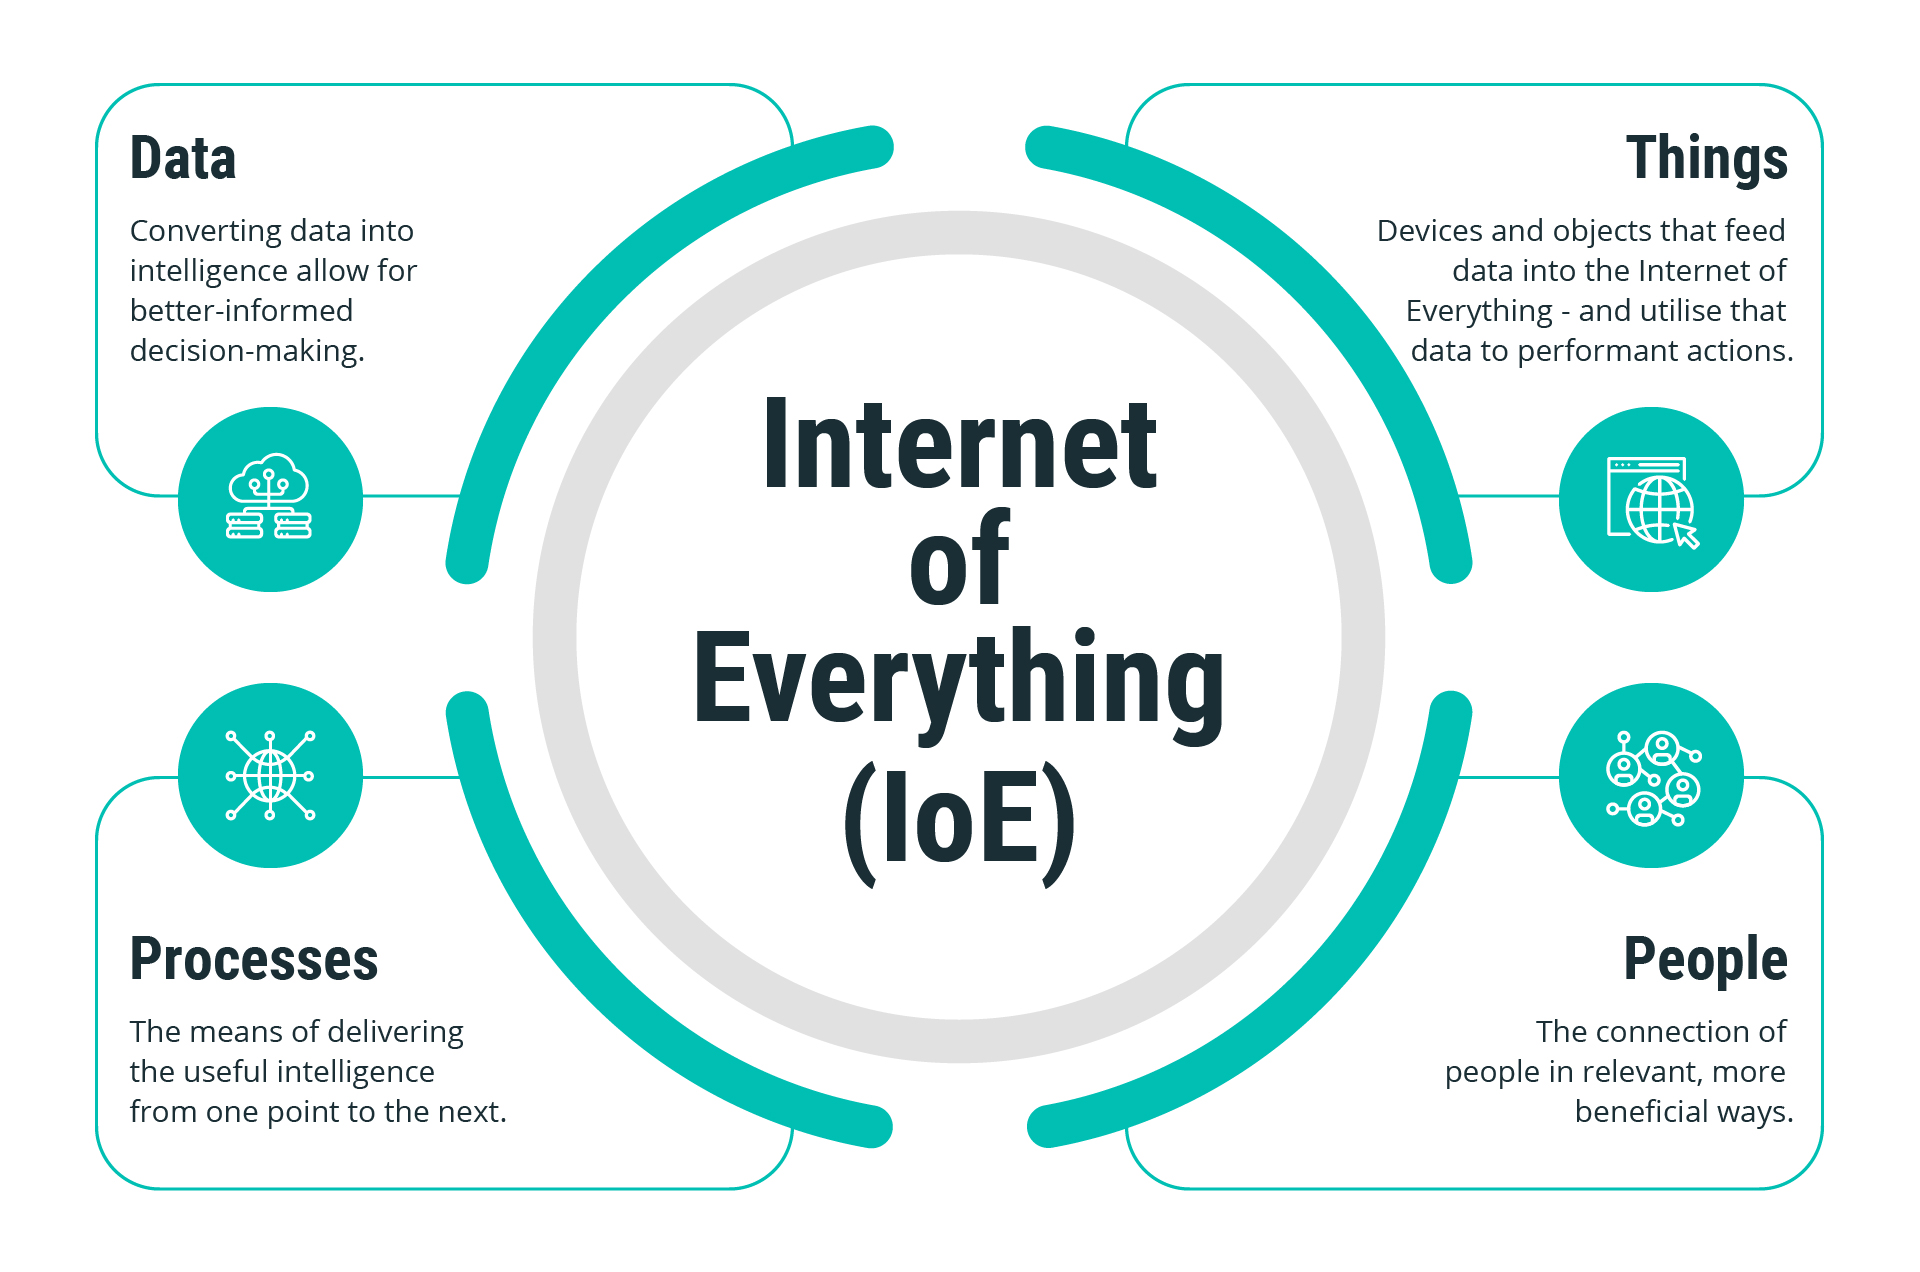 Data
Converting data into
intelligence allow for
better-informed
decision-making.
Things
Devices and objects that feed
data into the Internet of
Everything - and utilise that
data to performant actions.
Internet
of
Everything
(IoE)
Processes
The means of delivering
the useful intelligence
from one point to the next.
People
The connection of
people in relevant, more
beneficial ways.